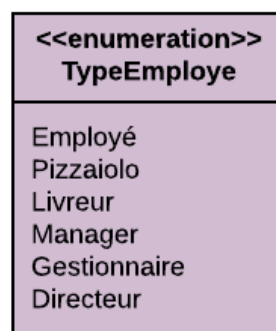 <<enumeration>>
TypeEmploye
Employé
Pizzaiolo
Livreur
Manager
Gestionnaire
Directeur